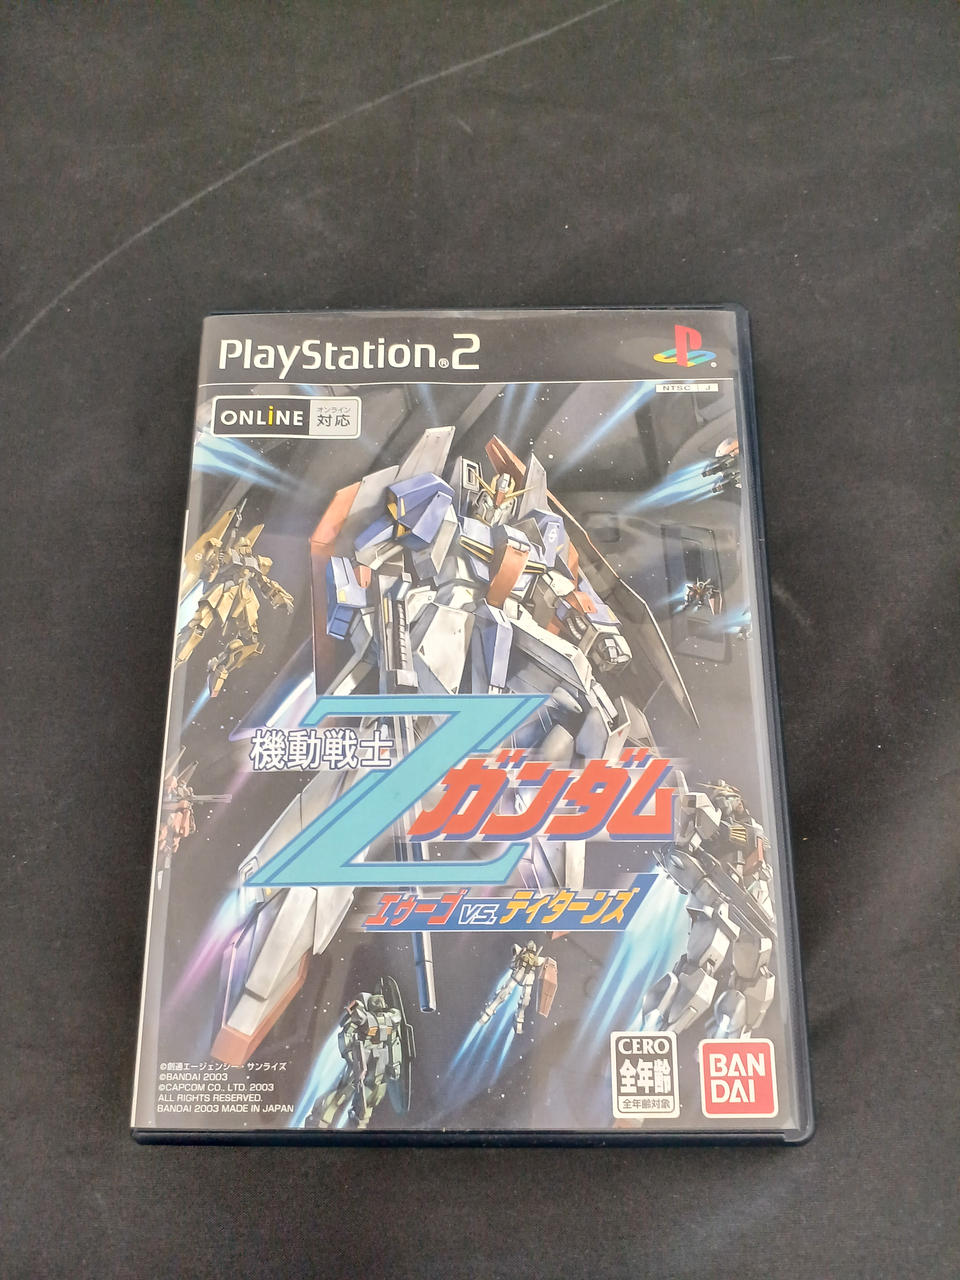 PlayStation®2
NTSC J
ONLiNE
オンライン
対応
機動戦士
Zガンダム
エゥーゴ VS. ティターンズ
©創通エージェンシー・サンライズ
©BANDAI 2003
©CAPCOM CO., LTD. 2003
ALL RIGHTS RESERVED.
BANDAI 2003 MADE IN JAPAN
CERO
全年齢
全年齢対象
BAN
DAI